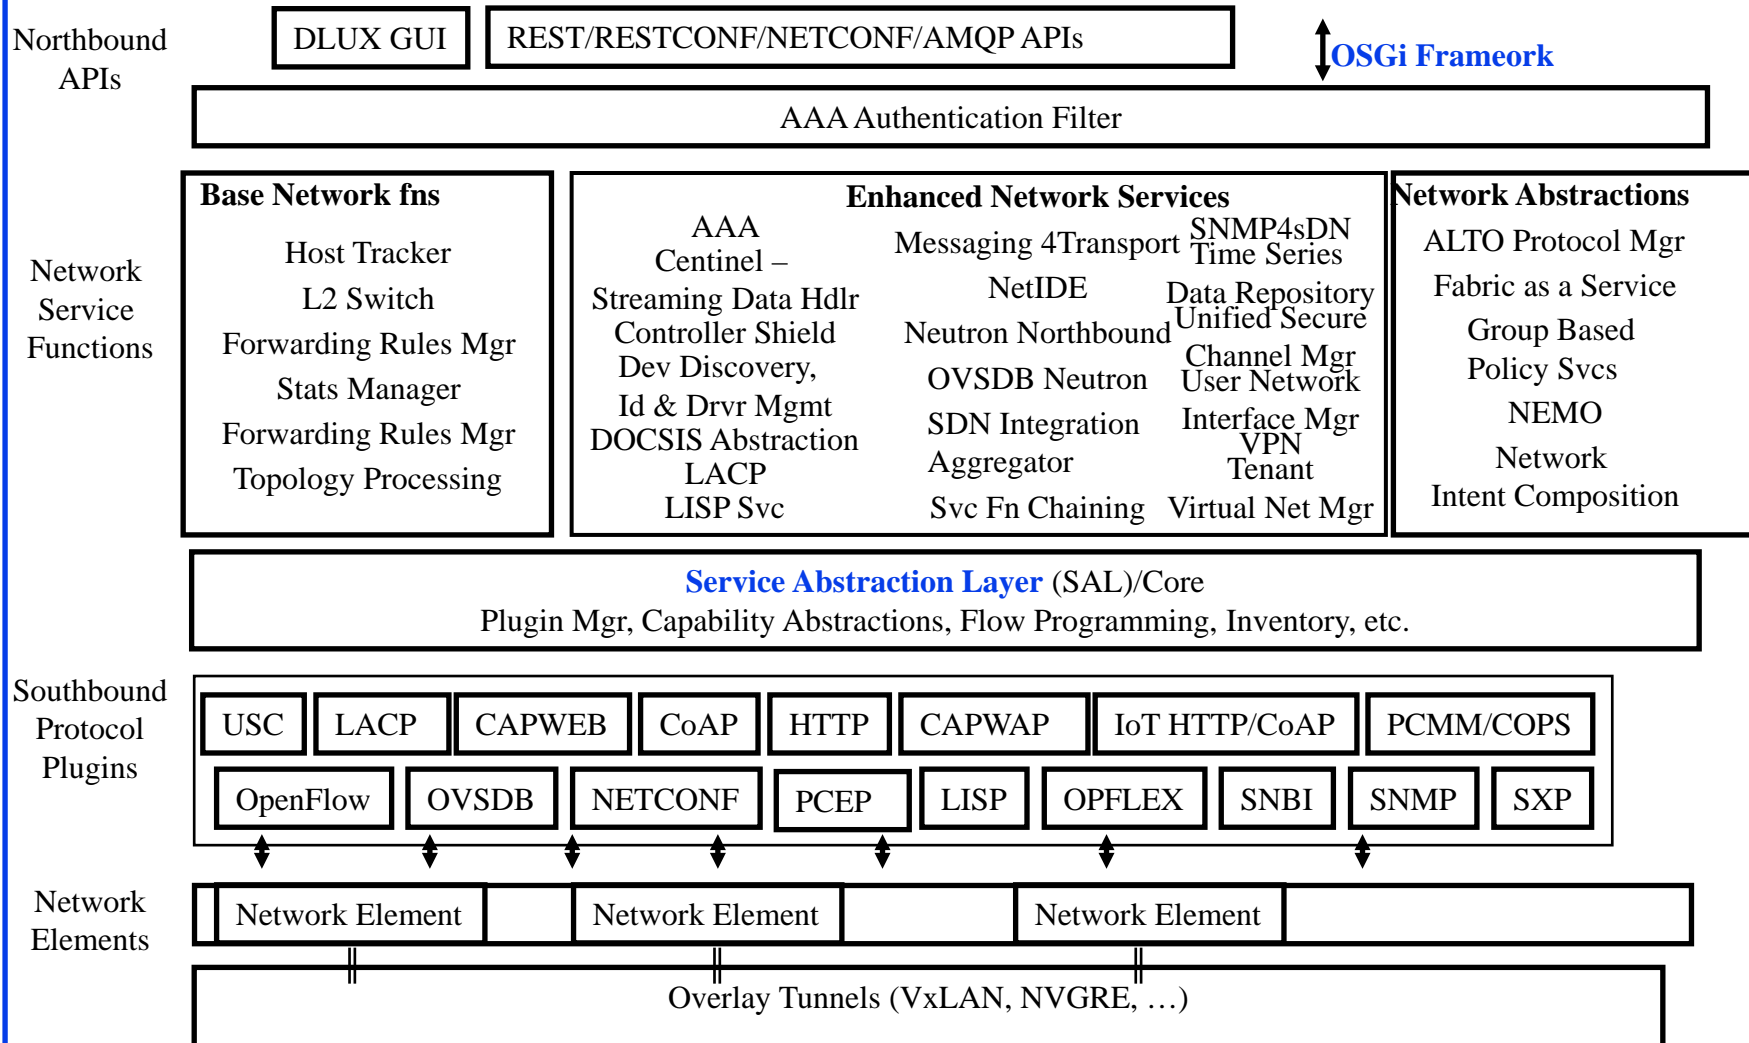 Northbound
APIs
DLUX GUI
REST/RESTCONF/NETCONF/AMQP APIs
OSGi Frameork
AAA Authentication Filter
Network
Service
Functions
Base Network fns
Host Tracker
L2 Switch
Forwarding Rules Mgr
Stats Manager
Forwarding Rules Mgr
Topology Processing
Enhanced Network Services
AAA
Centinel –
Streaming Data Hdlr
Controller Shield
Dev Discovery,
Id & Drvr Mgmt
DOCSIS Abstraction
LACP
LISP Svc
Messaging 4Transport
NetIDE
Neutron Northbound
OVSDB Neutron
SDN Integration
Aggregator
Svc Fn Chaining
SNMP4sDN
Time Series
Data Repository
Unified Secure
Channel Mgr
User Network
Interface Mgr
VPN
Tenant
Virtual Net Mgr
Network Abstractions
ALTO Protocol Mgr
Fabric as a Service
Group Based
Policy Svcs
NEMO
Network
Intent Composition
Service Abstraction Layer (SAL)/Core
Plugin Mgr, Capability Abstractions, Flow Programming, Inventory, etc.
Southbound
Protocol
Plugins
USC
LACP
CAPWEB
CoAP
HTTP
CAPWAP
IoT HTTP/CoAP
PCMM/COPS
OpenFlow
OVSDB
NETCONF
PCEP
LISP
OPFLEX
SNBI
SNMP
SXP
Network
Elements
Network Element
Network Element
Network Element
Overlay Tunnels (VxLAN, NVGRE, …)